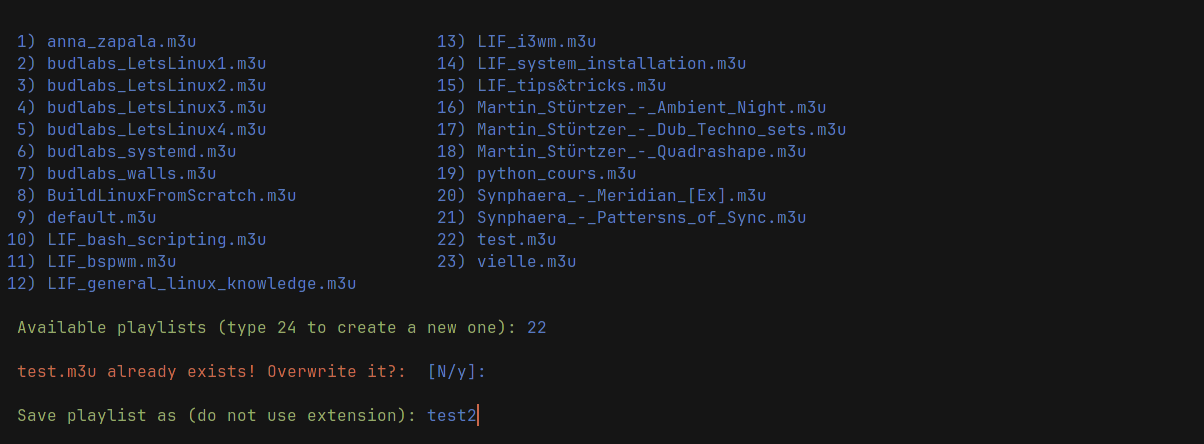 1) anna_zapala.m3u
2) budlabs_LetsLinux1.m3u
3) budlabs_LetsLinux2.m3u
4) budlabs_LetsLinux3.m3u
5) budlabs_LetsLinux4.m3u
6) budlabs_systemd.m3u
7) budlabs_walls.m3u
8) BuildLinuxFromScratch.m3u
9) default.m3u
10) LIF_bash_scripting.m3u
11) LIF_bspwm.m3u
12) LIF_general_linux_knowledge.m3u
13) LIF_i3wm.m3u
14) LIF_system_installation.m3u
15) LIF_tips&tricks.m3u
16) Martin_Stürtzer_-_Ambient_Night.m3u
17) Martin_Stürtzer_-_Dub_Techno_sets.m3u
18) Martin_Stürtzer_-_Quadrashape.m3u
19) python_cours.m3u
20) Synphaera_-_Meridian_[Ex].m3u
21) Synphaera_-_Pattersns_of_Sync.m3u
22) test.m3u
23) vielle.m3u
Available playlists (type 24 to create a new one): 22
test.m3u already exists! Overwrite it?:  [N/y]:
Save playlist as (do not use extension): test2